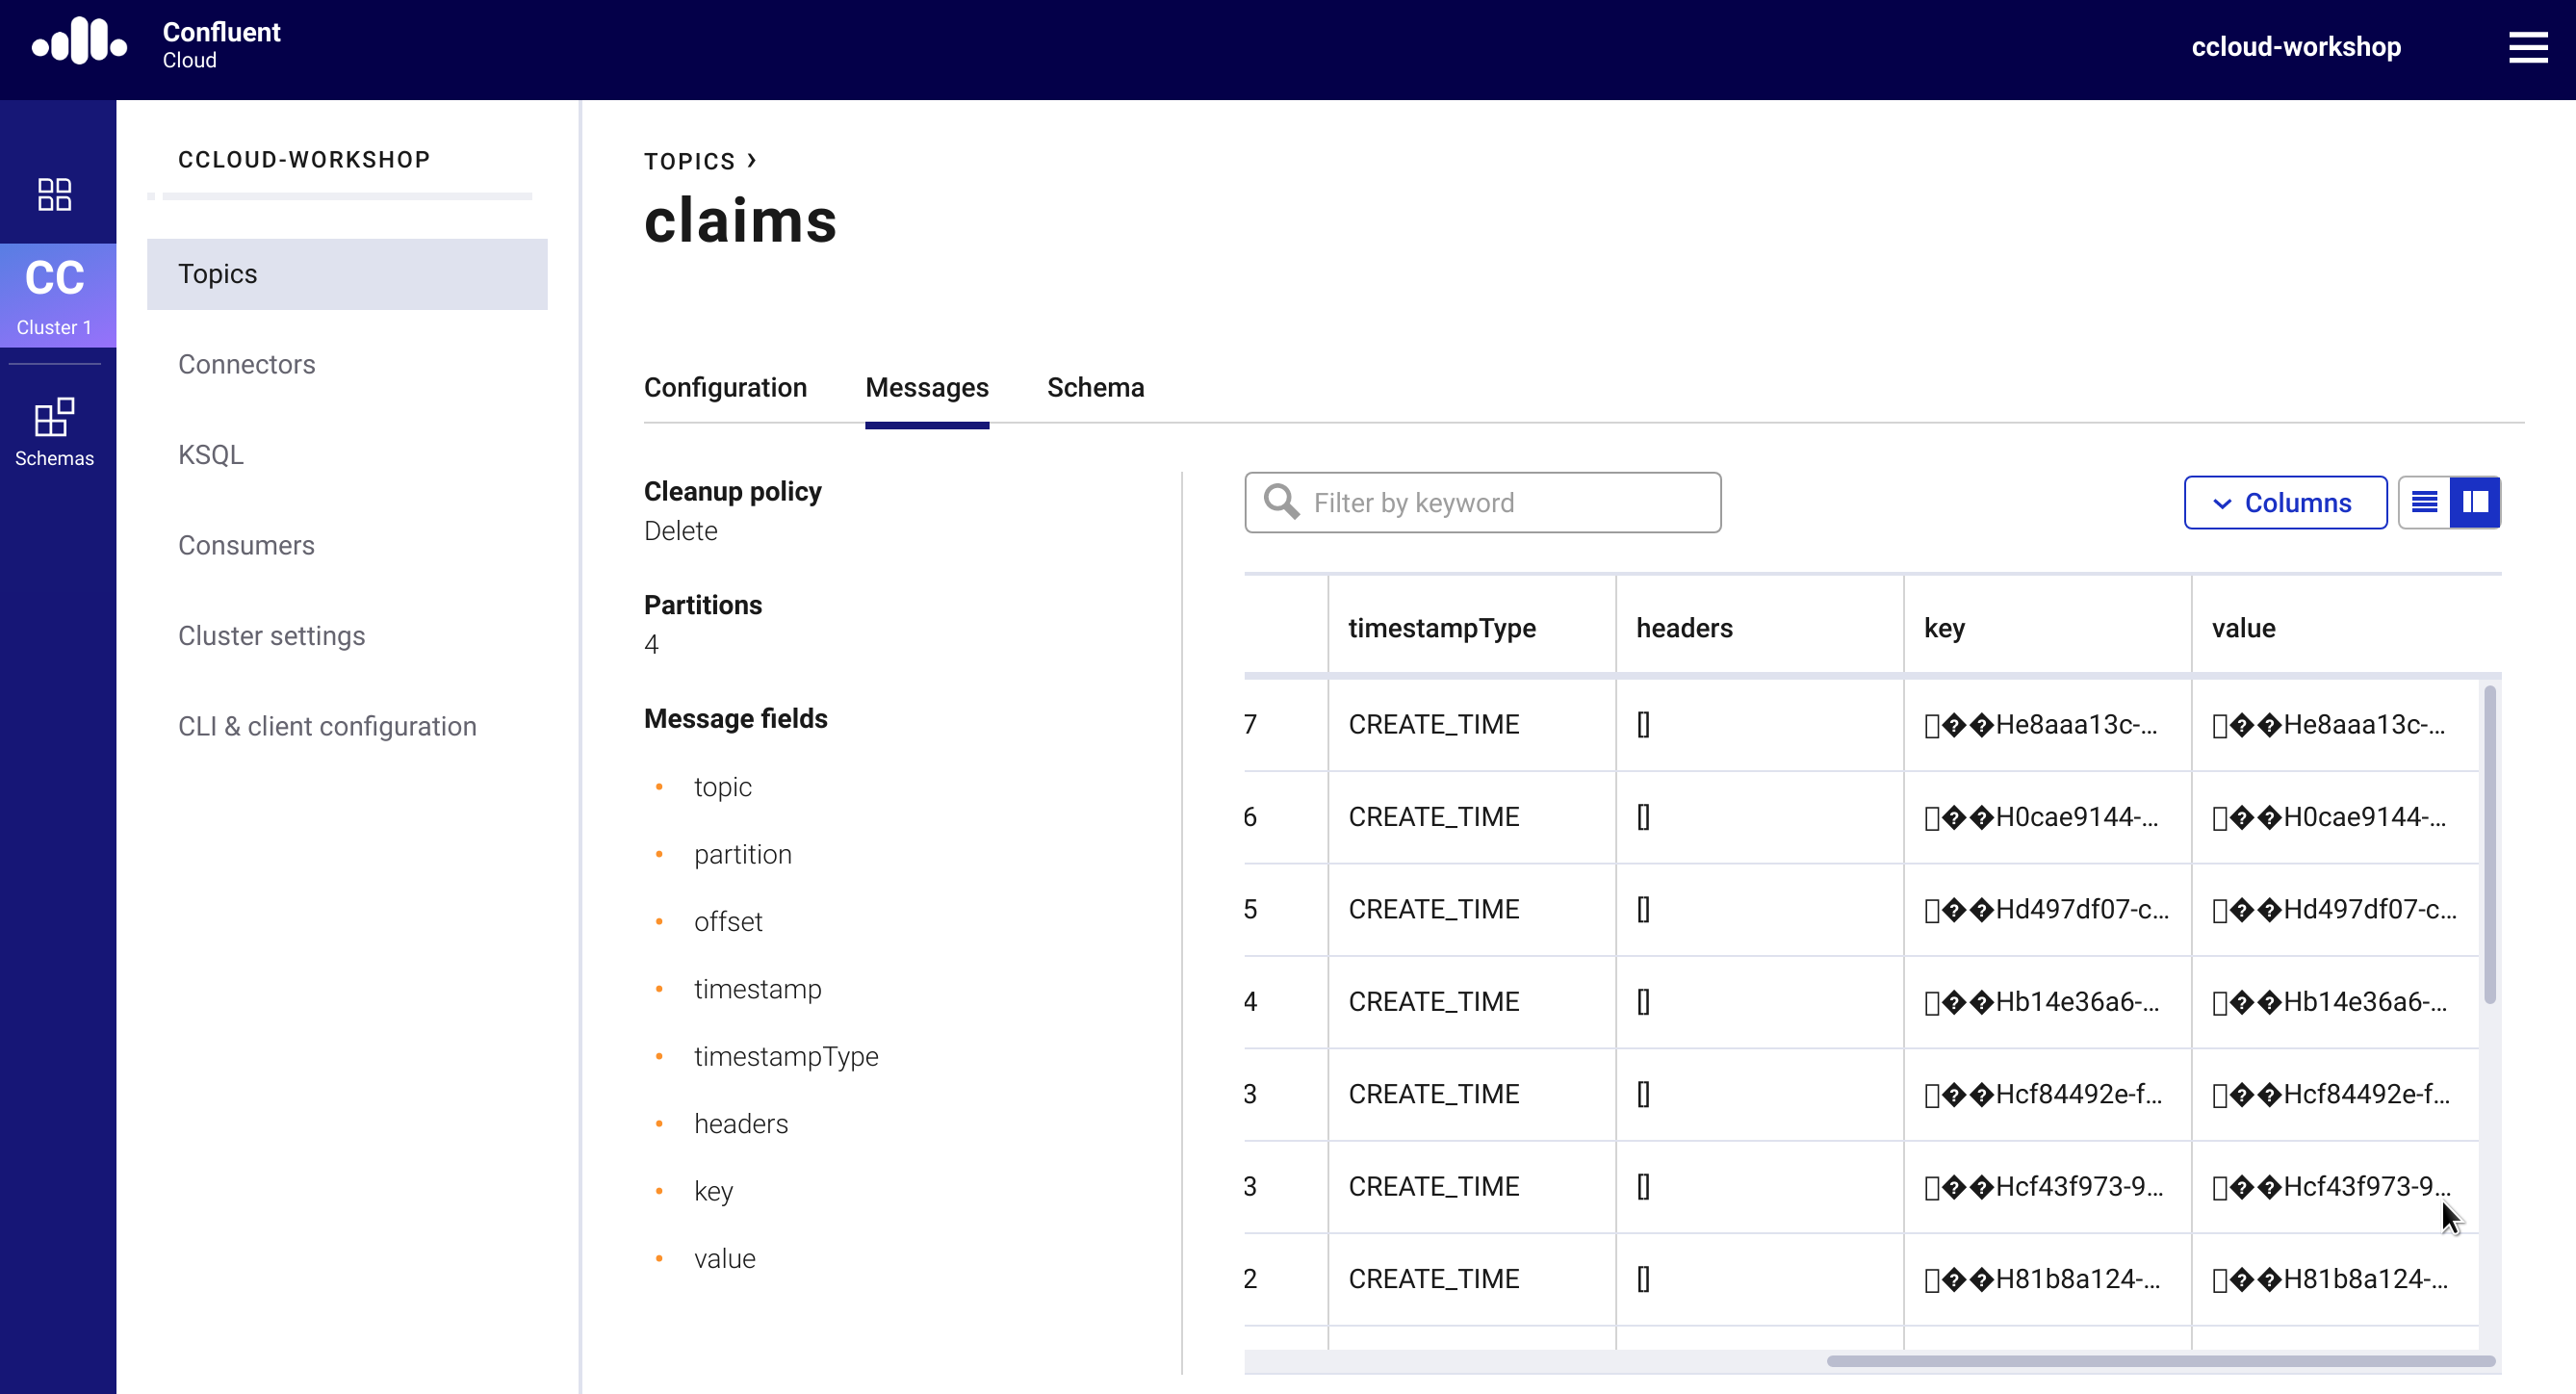 Confluent
Cloud
ccloud-workshop
CC
Cluster 1
Schemas
CCLOUD-WORKSHOP
Topics
Connectors
KSQL
Consumers
Cluster settings
CLI & client configuration
TOPICS ›
claims
Configuration Messages Schema
Cleanup policy
Delete
Partitions
4
Message fields
• topic
• partition
• offset
• timestamp
• timestampType
• headers
• key
• value
Filter by keyword
Columns
timestampType headers key value
7 CREATE_TIME [] ▯��He8aaa13c-... ▯��He8aaa13c-...
6 CREATE_TIME [] ▯��H0cae9144-... ▯��H0cae9144-...
5 CREATE_TIME [] ▯��Hd497df07-c... ▯��Hd497df07-c...
4 CREATE_TIME [] ▯��Hb14e36a6-... ▯��Hb14e36a6-...
3 CREATE_TIME [] ▯��Hcf84492e-f... ▯��Hcf84492e-f...
3 CREATE_TIME [] ▯��Hcf43f973-9... ▯��Hcf43f973-9...
2 CREATE_TIME [] ▯��H81b8a124-... ▯��H81b8a124-...